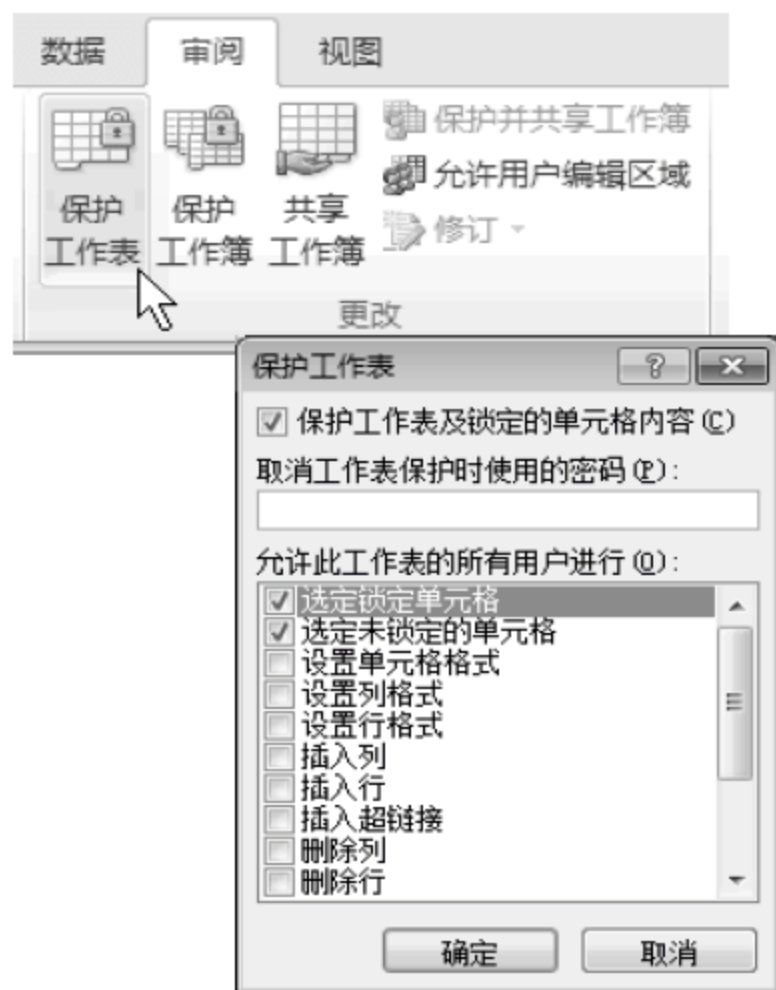 数据 审阅 视图
保护工作表
保护工作簿
共享工作簿
保护并共享工作簿
允许用户编辑区域
修订
更改
保护工作表
保护工作表及锁定的单元格内容(C)
取消工作表保护时使用的密码(P):
允许此工作表的所有用户进行(O):
选定锁定单元格
选定未锁定的单元格
设置单元格格式
设置列格式
设置行格式
插入列
插入行
插入超链接
删除列
删除行
确定 取消